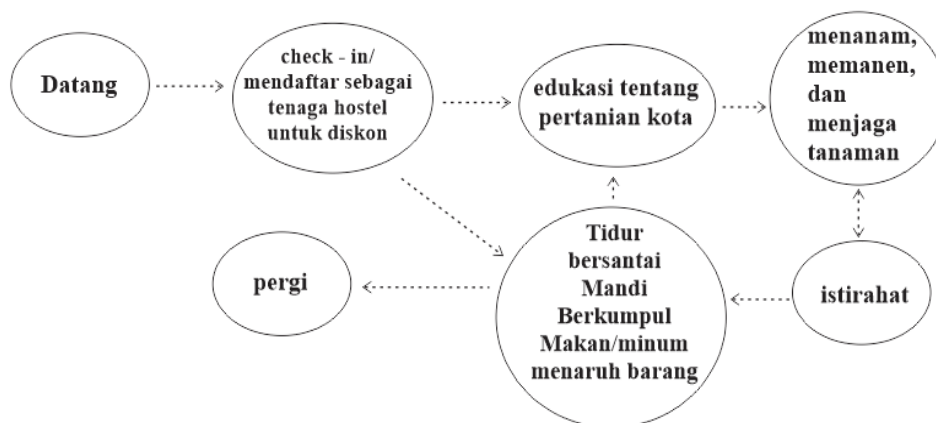 Datang
check - in/
mendaftar sebagai
tenaga hostel
untuk diskon
edukasi tentang
pertanian kota
menanam,
memanen,
dan
menjaga
tanaman
pergi
Tidur
bersantai
Mandi
Berkumpul
Makan/minum
menaruh barang
istirahat